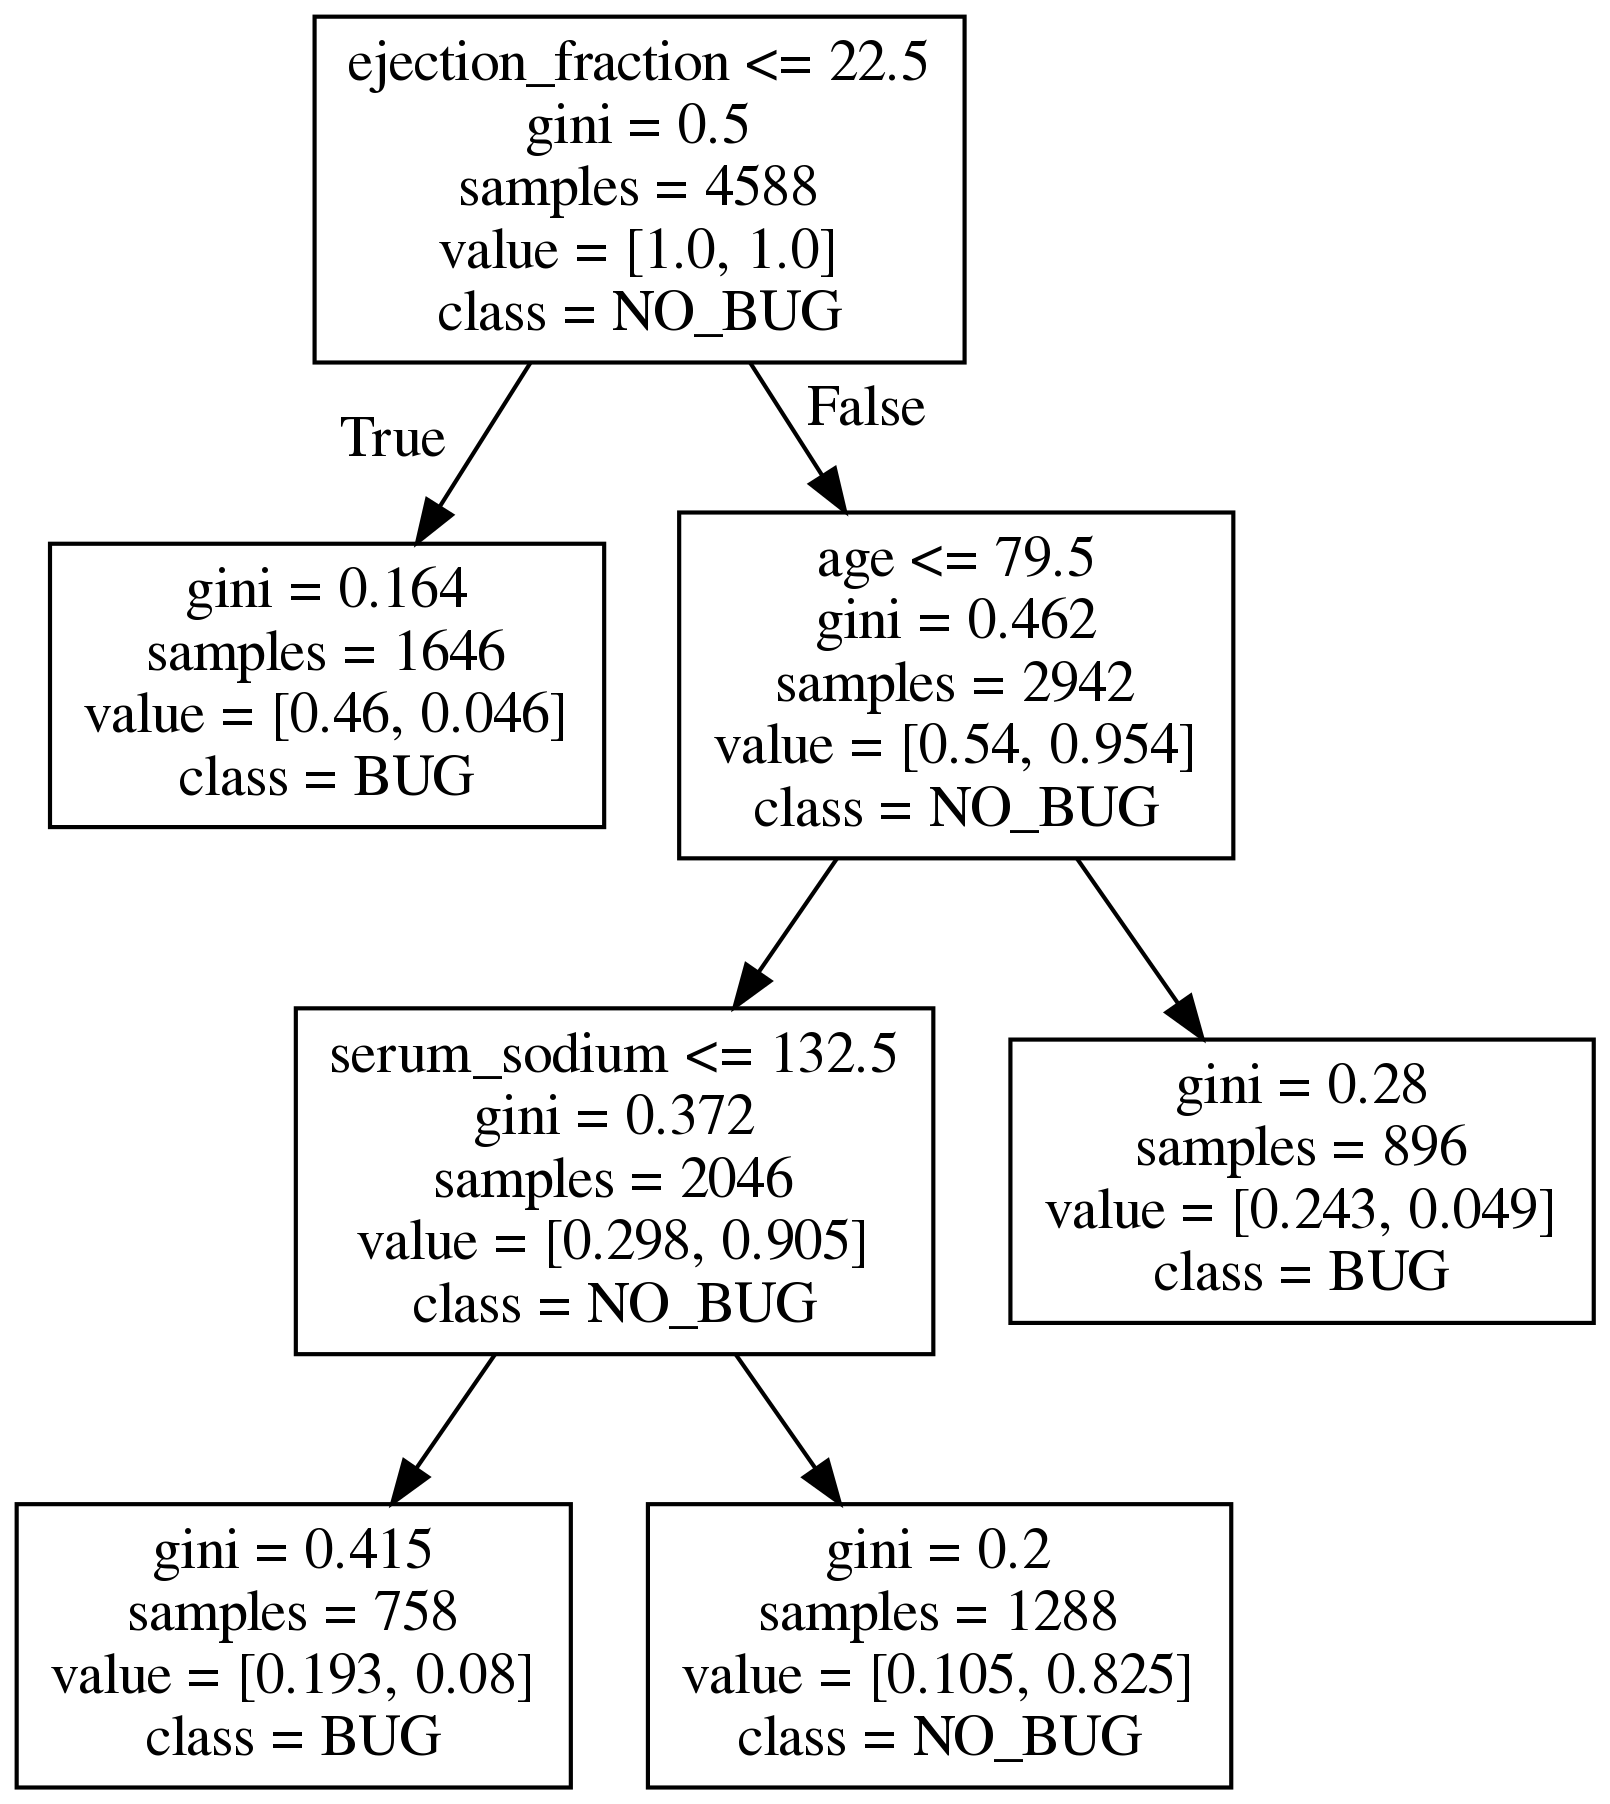 ejection_fraction <= 22.5
gini = 0.5
samples = 4588
value = [1.0, 1.0]
class = NO_BUG
True
False
gini = 0.164
samples = 1646
value = [0.46, 0.046]
class = BUG
age <= 79.5
gini = 0.462
samples = 2942
value = [0.54, 0.954]
class = NO_BUG
serum_sodium <= 132.5
gini = 0.372
samples = 2046
value = [0.298, 0.905]
class = NO_BUG
gini = 0.28
samples = 896
value = [0.243, 0.049]
class = BUG
gini = 0.415
samples = 758
value = [0.193, 0.08]
class = BUG
gini = 0.2
samples = 1288
value = [0.105, 0.825]
class = NO_BUG